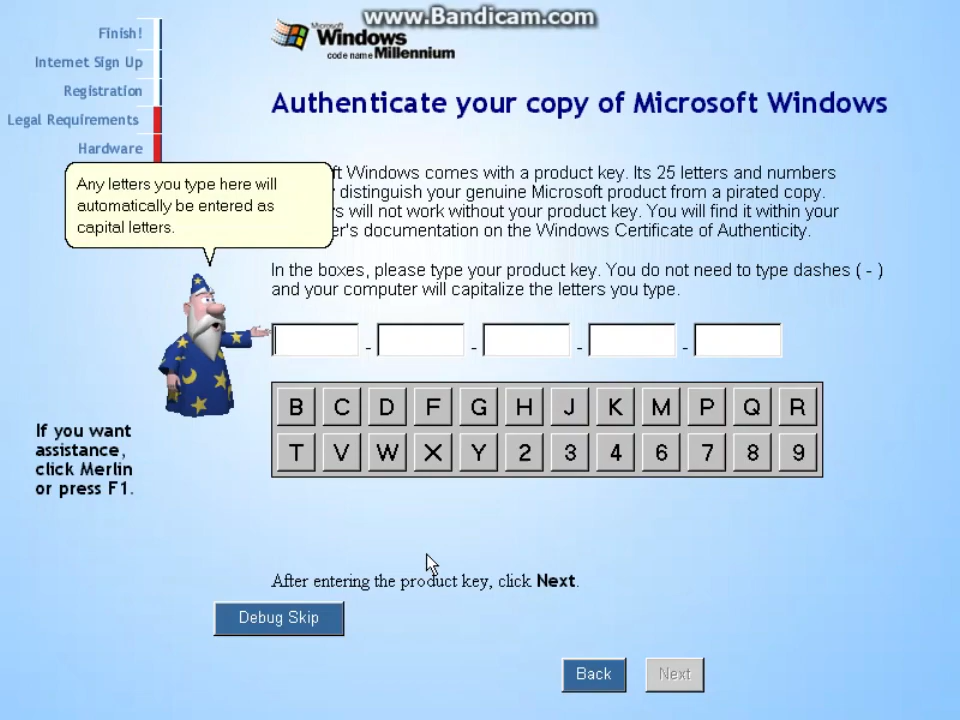 www.Bandicam.com
Finish!
Internet Sign Up
Registration
Legal Requirements
Hardware
Microsoft
Windows
code name Millennium
Authenticate your copy of Microsoft Windows
ft Windows comes with a product key. Its 25 letters and numbers
distinguish your genuine Microsoft product from a pirated copy.
s will not work without your product key. You will find it within your
er's documentation on the Windows Certificate of Authenticity.
Any letters you type here will
automatically be entered as
capital letters.
In the boxes, please type your product key. You do not need to type dashes ( - )
and your computer will capitalize the letters you type.
- - - -
B C D F G H J K M P Q R
T V W X Y 2 3 4 6 7 8 9
If you want
assistance,
click Merlin
or press F1.
After entering the product key, click Next.
Debug Skip
Back Next